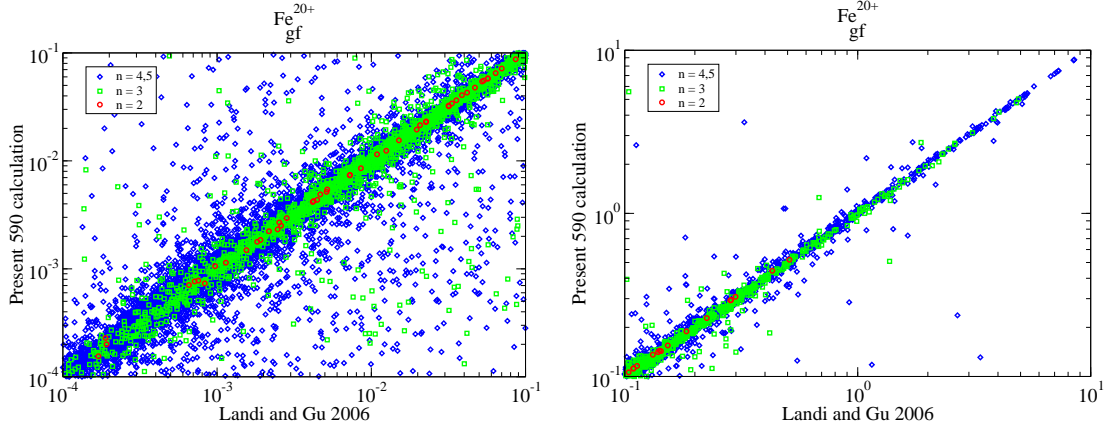 Fe²⁰⁺
gf
10⁻¹
10⁻²
10⁻³
10⁻⁴
Present 590 calculation
n = 4,5
n = 3
n = 2
10⁻⁴ 10⁻³ 10⁻² 10⁻¹
Landi and Gu 2006
Fe²⁰⁺
gf
10¹
10⁰
10⁻¹
Present 590 calculation
n = 4,5
n = 3
n = 2
10⁻¹ 10⁰ 10¹
Landi and Gu 2006